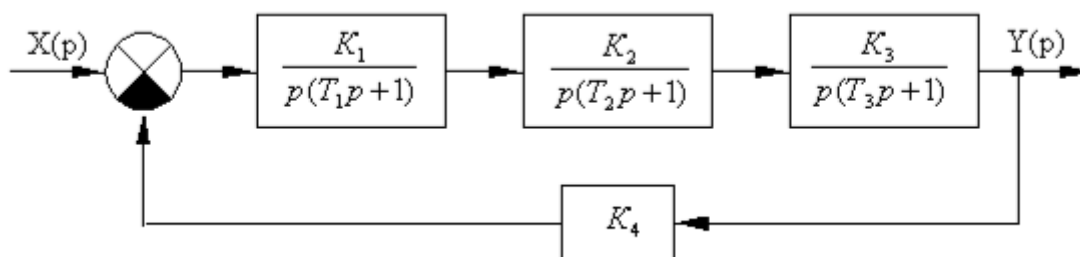 X(p)
K₁
p(T₁p+1)
K₂
p(T₂p+1)
K₃
p(T₃p+1)
Y(p)
K₄